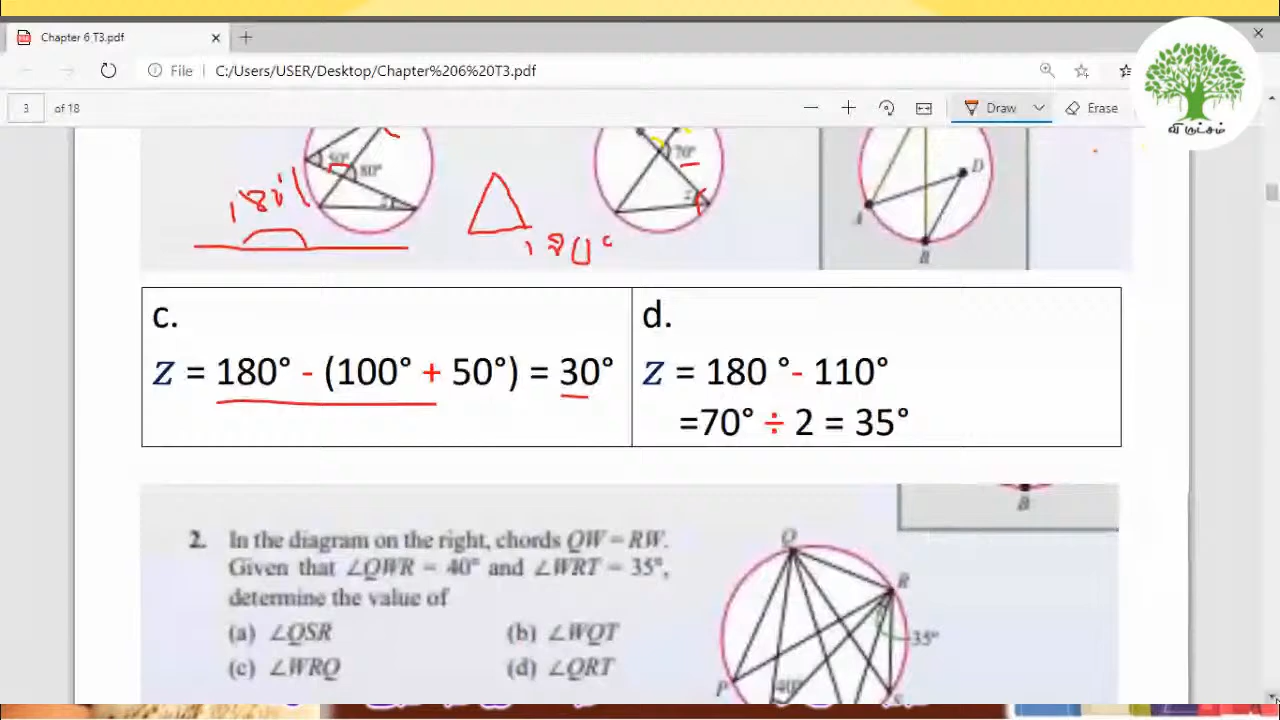 Chapter 6 T3.pdf
File C:/Users/USER/Desktop/Chapter%206%20T3.pdf
3 of 18
Draw
Erase
விருட்சம்
50°
80°
180°
70°
z
180°
A
D
B
c.
Z = 180° - (100° + 50°) = 30°
d.
Z = 180 °- 110°
=70° ÷ 2 = 35°
B
2. In the diagram on the right, chords QW = RW.
Given that ∠QWR = 40° and ∠WRT = 35°,
determine the value of
(a) ∠QSR (b) ∠WQT
(c) ∠WRQ (d) ∠QRT
Q
R
35°
P
40°
S